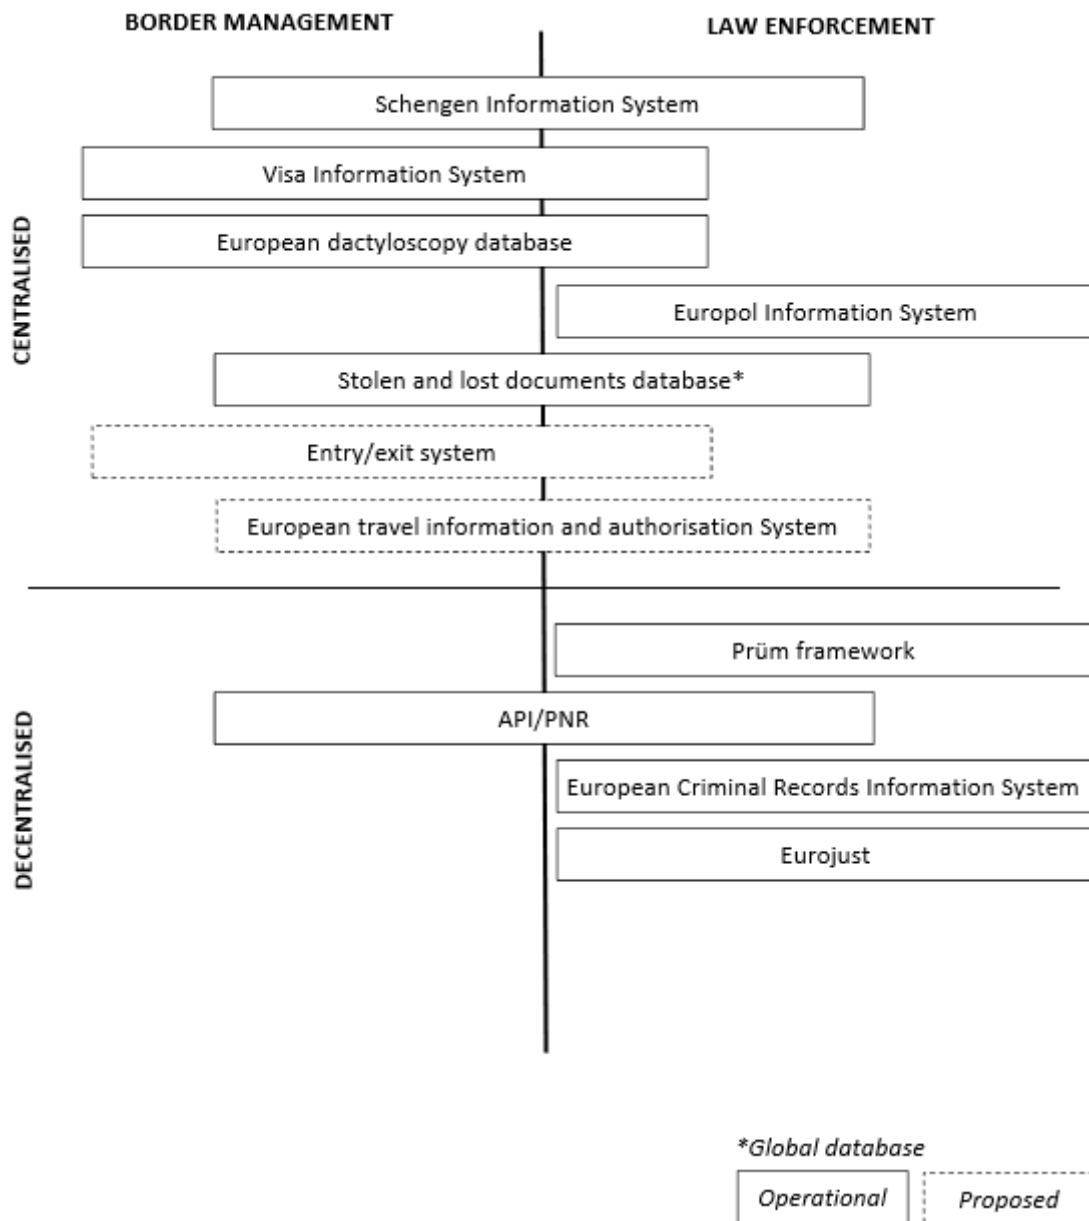 BORDER MANAGEMENT
LAW ENFORCEMENT
CENTRALISED
Schengen Information System
Visa Information System
European dactyloscopy database
Europol Information System
Stolen and lost documents database*
Entry/exit system
European travel information and authorisation System
DECENTRALISED
Prüm framework
API/PNR
European Criminal Records Information System
Eurojust
*Global database
Operational
Proposed